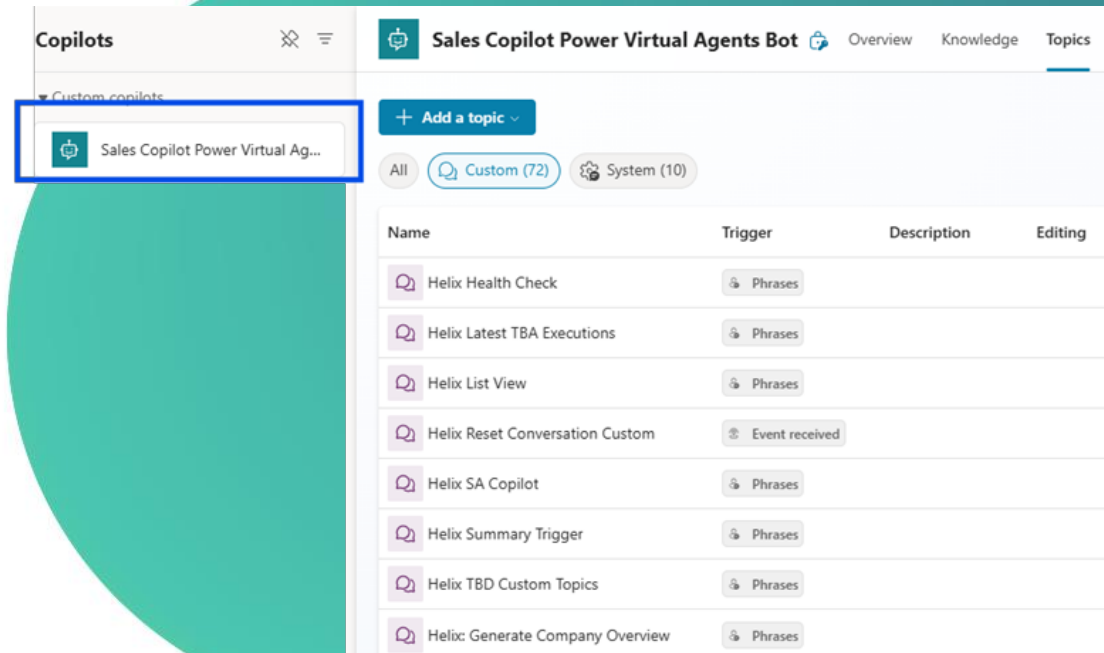 Copilots
Custom copilots
Sales Copilot Power Virtual Ag...
Sales Copilot Power Virtual Agents Bot Overview Knowledge Topics
+ Add a topic
All Custom (72) System (10)
Name Trigger Description Editing
Helix Health Check Phrases
Helix Latest TBA Executions Phrases
Helix List View Phrases
Helix Reset Conversation Custom Event received
Helix SA Copilot Phrases
Helix Summary Trigger Phrases
Helix TBD Custom Topics Phrases
Helix: Generate Company Overview Phrases